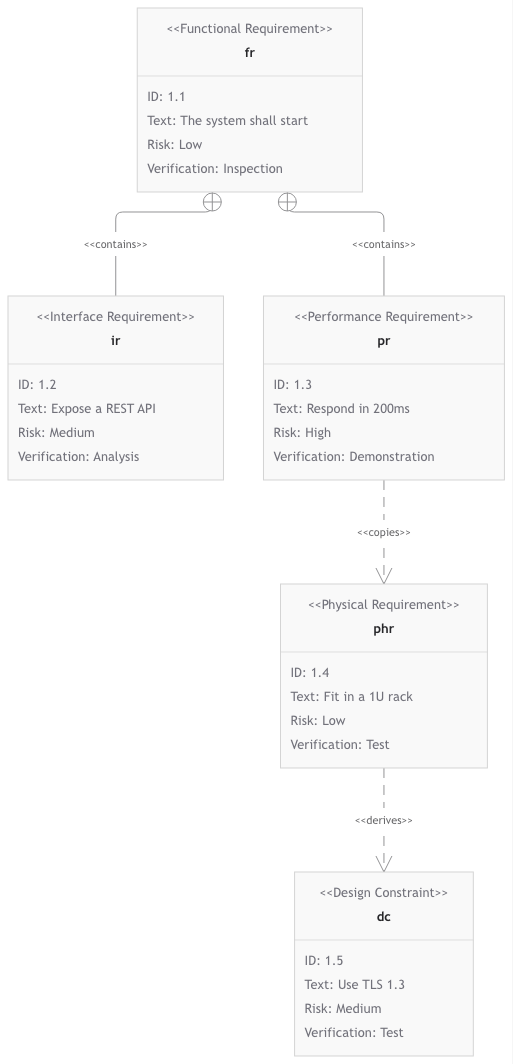 <<Functional Requirement>>
fr
ID: 1.1
Text: The system shall start
Risk: Low
Verification: Inspection
<<contains>>
<<contains>>
<<Interface Requirement>>
ir
ID: 1.2
Text: Expose a REST API
Risk: Medium
Verification: Analysis
<<Performance Requirement>>
pr
ID: 1.3
Text: Respond in 200ms
Risk: High
Verification: Demonstration
<<copies>>
<<Physical Requirement>>
phr
ID: 1.4
Text: Fit in a 1U rack
Risk: Low
Verification: Test
<<derives>>
<<Design Constraint>>
dc
ID: 1.5
Text: Use TLS 1.3
Risk: Medium
Verification: Test